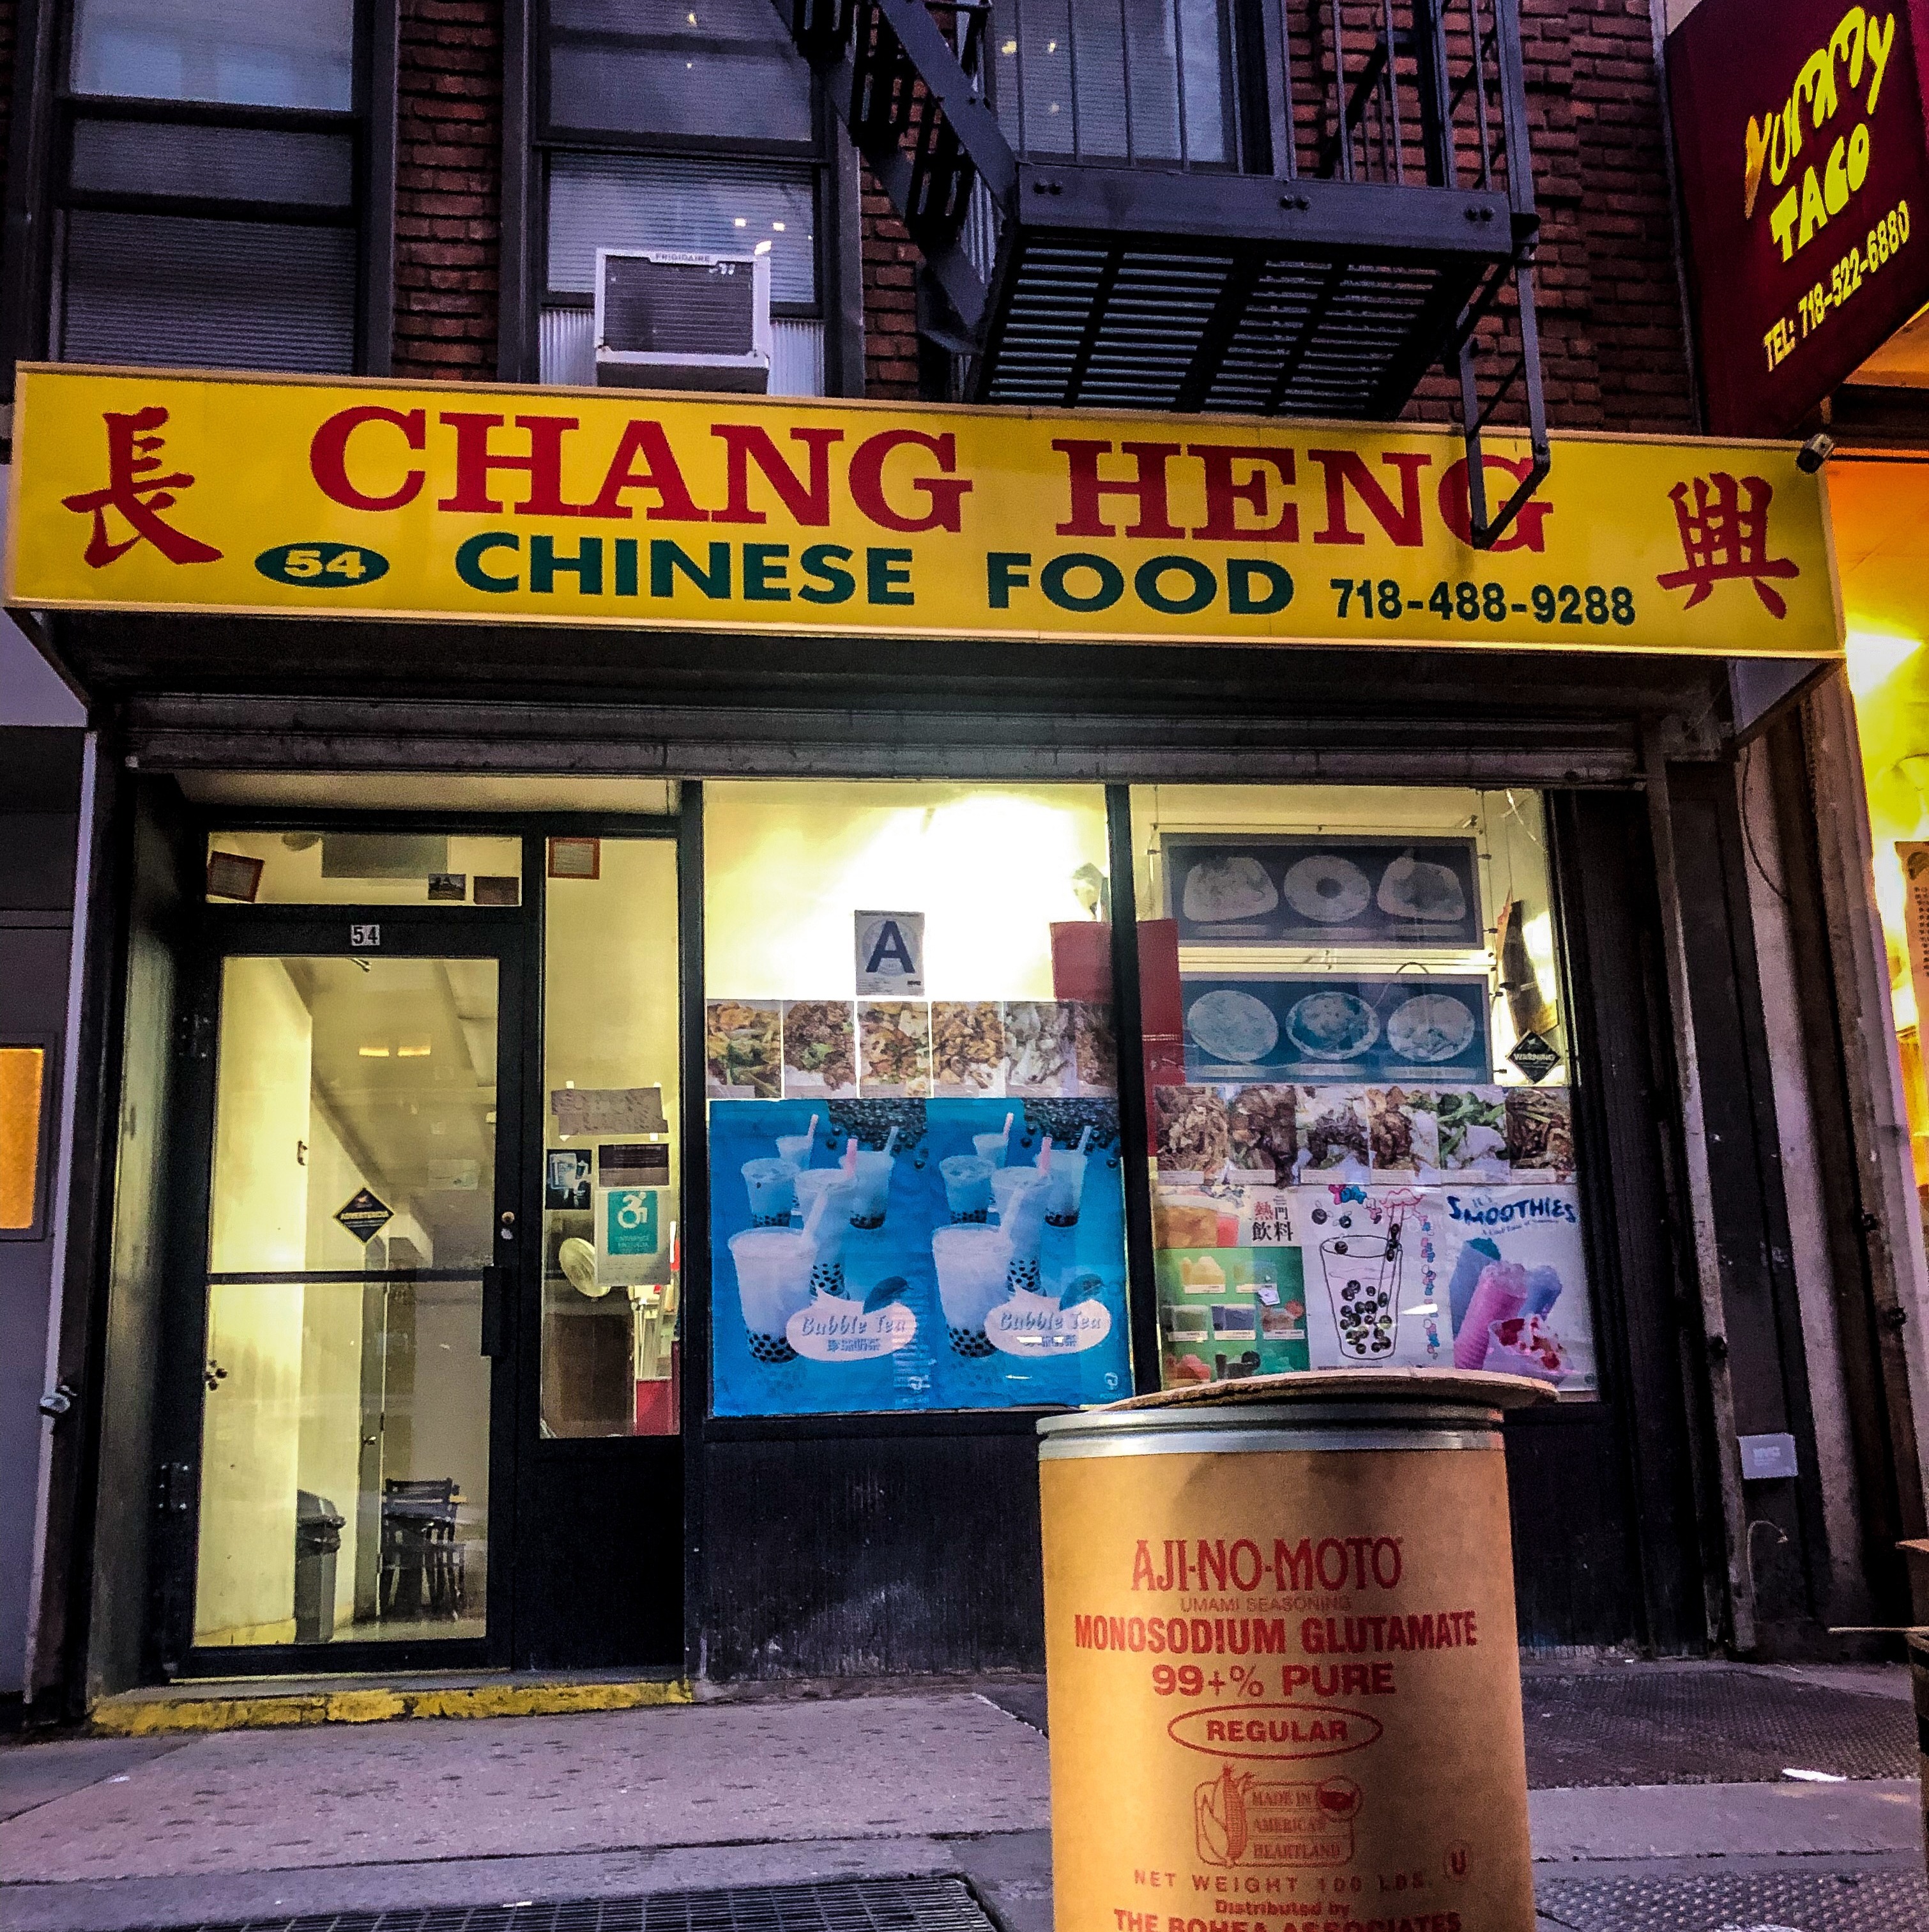 Yummy
TACO
TEL: 718-522-6880
FRIGIDAIRE
長 CHANG HENG 興
54 CHINESE FOOD 718-488-9288
54
A
WARNING
ADVERTENCIA
Bubble Tea
Bubble Tea
熱門
飲料
SMOOTHIES
AJI-NO-MOTO
UMAMI SEASONING
MONOSODIUM GLUTAMATE
99+% PURE
REGULAR
MADE IN
AMERICA'S
HEARTLAND
U
NET WEIGHT 100 LBS.
Distributed by
THE BOHEA ASSOCIATES